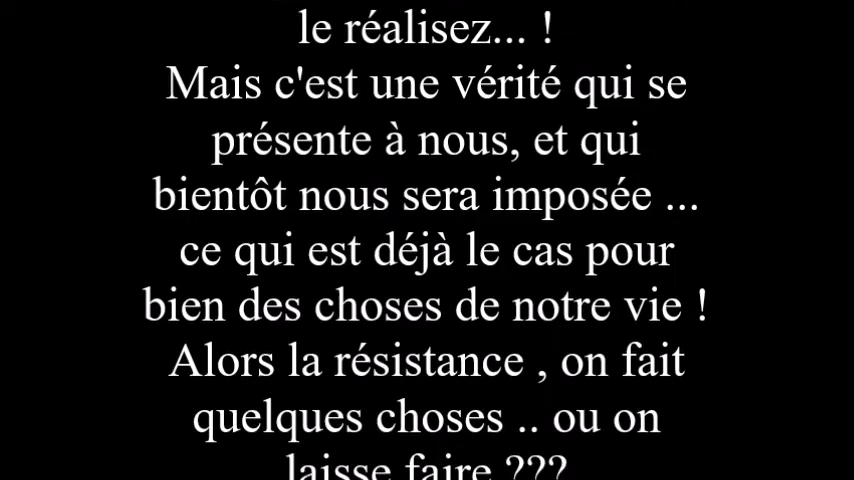 le réalisez... !
Mais c'est une vérité qui se
présente à nous, et qui
bientôt nous sera imposée ...
ce qui est déjà le cas pour
bien des choses de notre vie !
Alors la résistance , on fait
quelques choses .. ou on
laisse faire ???